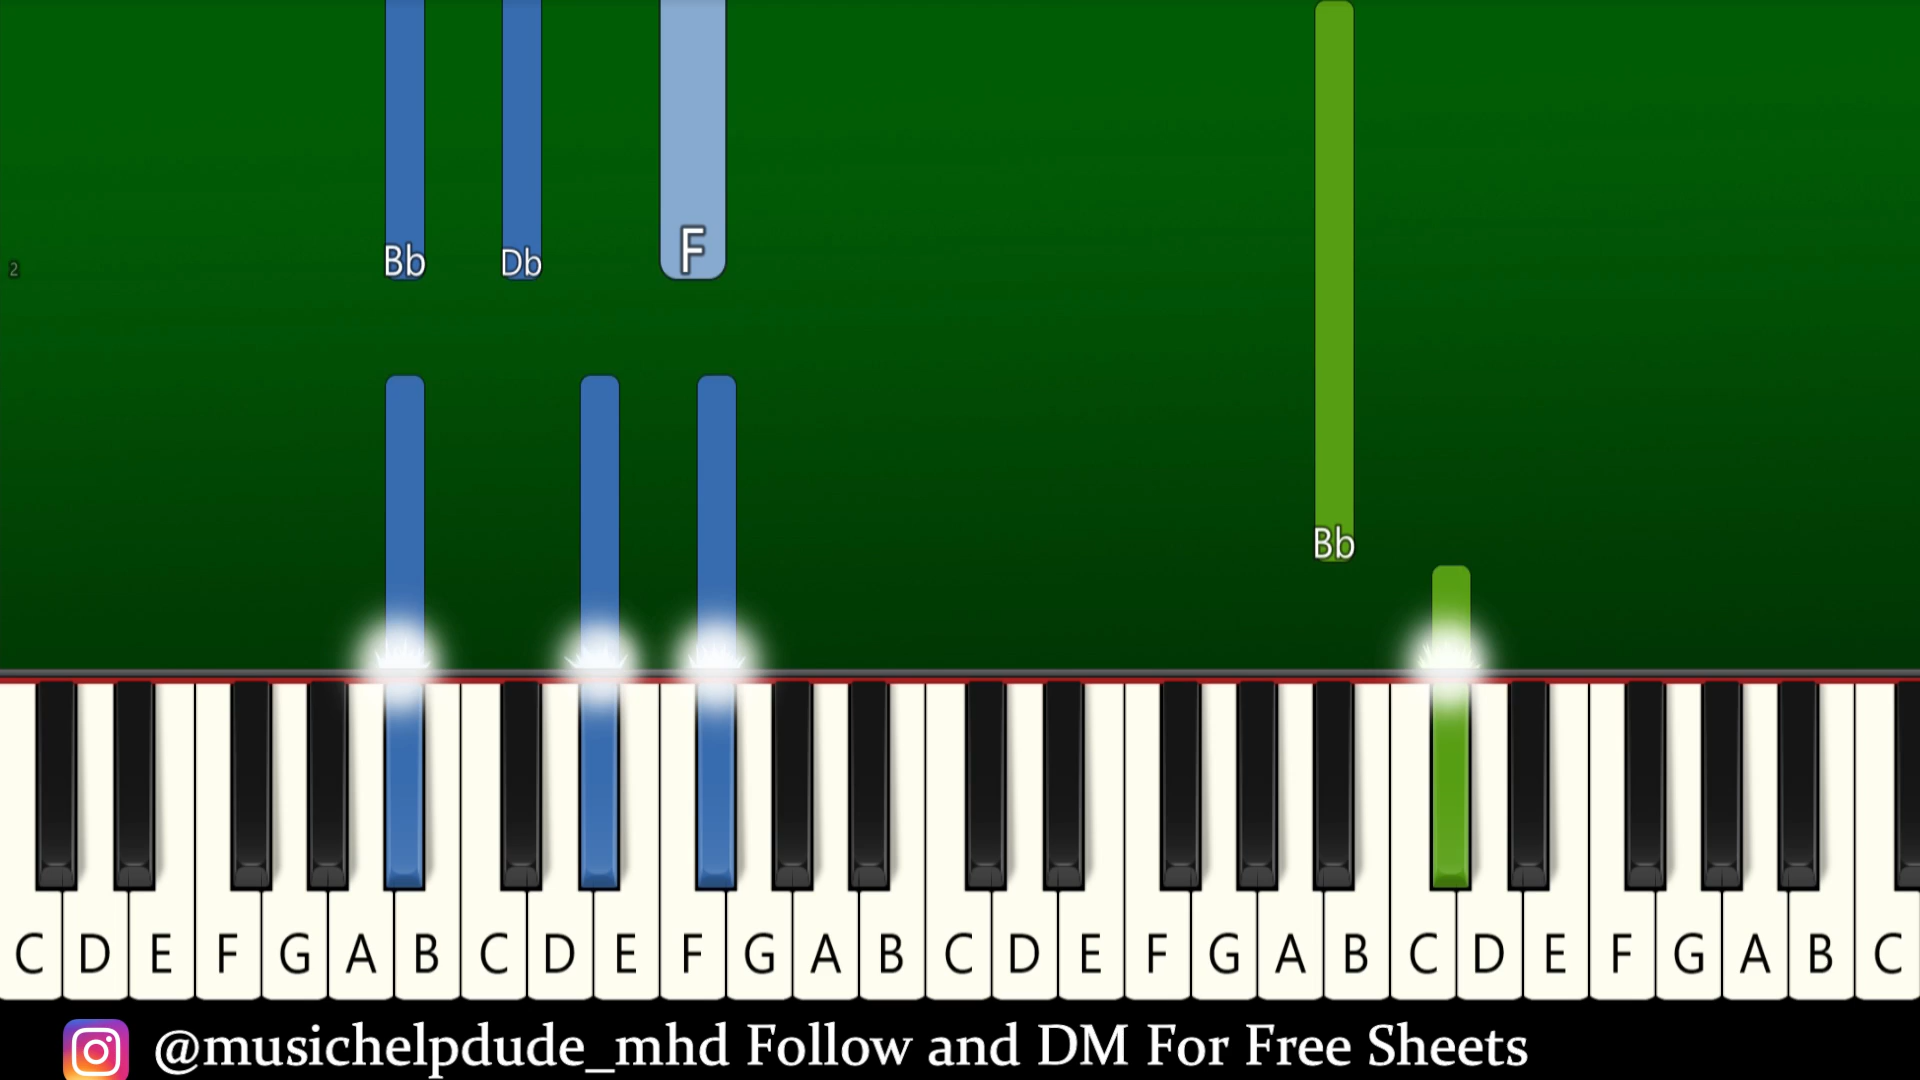 Bb Db F
2
Bb
C D E F G A B C D E F G A B C D E F G A B C D E F G A B C
@musichelpdude_mhd Follow and DM For Free Sheets